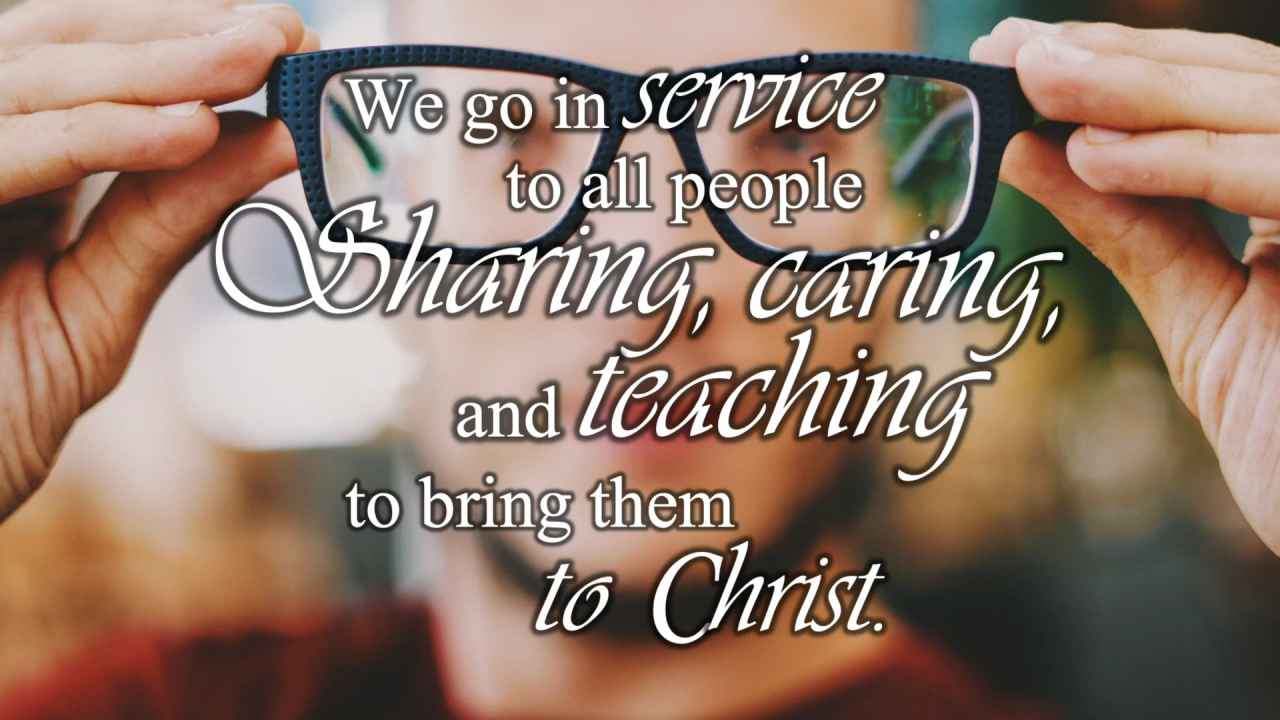 We go in service
to all people
Sharing, caring,
and teaching
to bring them
to Christ.